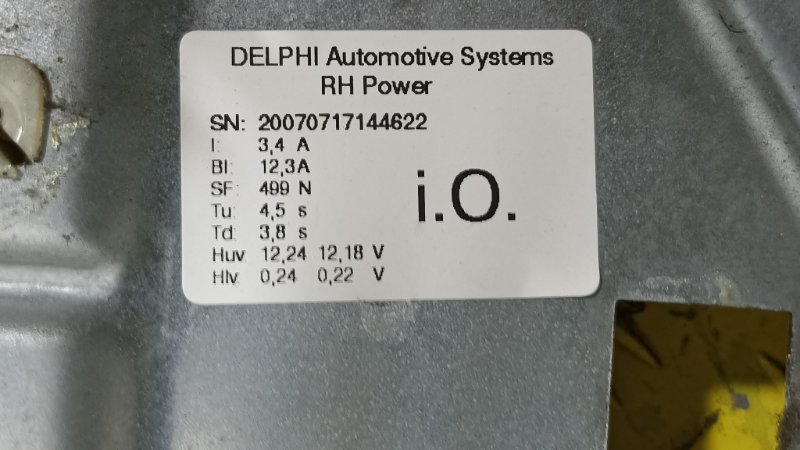 DELPHI Automotive Systems
RH Power
SN: 20070717144622
I: 3,4 A
BI: 12,3A
SF: 499 N
Tu: 4,5 s
Td: 3,8 s
Huv: 12,24 12,18 V
Hlv: 0,24 0,22 V
i.O.